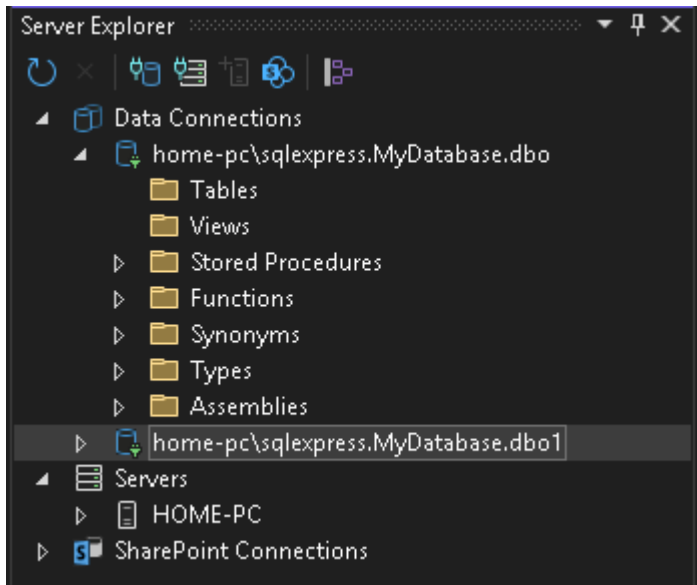 Server Explorer
Data Connections
home-pc\sqlexpress.MyDatabase.dbo
Tables
Views
Stored Procedures
Functions
Synonyms
Types
Assemblies
home-pc\sqlexpress.MyDatabase.dbo1
Servers
HOME-PC
SharePoint Connections